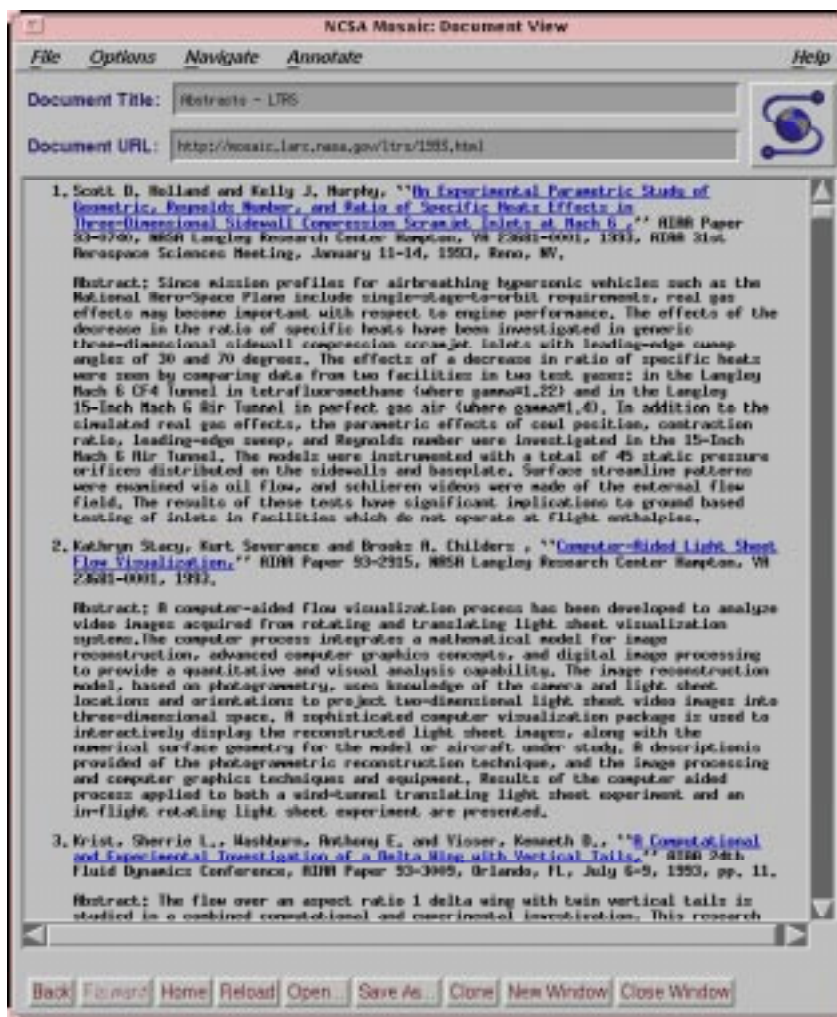 NCSA Mosaic: Document View
File Options Navigate Annotate Help
Document Title: Abstracts - LTRS
Document URL: http://mosaic.larc.nasa.gov/ltrs/1993.html
1. Scott D. Holland and Kelly J. Murphy, ``An Experimental Parametric Study of
Geometric, Reynolds Number, and Ratio of Specific Heats Effects in
Three-Dimensional Sidewall Compression Scramjet Inlets at Mach 6 ,'' AIAA Paper
93-0740, NASA Langley Research Center Hampton, VA 23681-0001, 1993, AIAA 31st
Aerospace Sciences Meeting, January 11-14, 1993, Reno, NV.
Abstract: Since mission profiles for airbreathing hypersonic vehicles such as the
National Aero-Space Plane include single-stage-to-orbit requirements, real gas
effects may become important with respect to engine performance. The effects of the
decrease in the ratio of specific heats have been investigated in generic
three-dimensional sidewall compression scramjet inlets with leading-edge sweep
angles of 30 and 70 degrees. The effects of a decrease in ratio of specific heats
were seen by comparing data from two facilities in two test gases: in the Langley
Mach 6 CF4 Tunnel in tetrafluoromethane (where gamma=1.22) and in the Langley
15-Inch Mach 6 Air Tunnel in perfect gas air (where gamma=1.4). In addition to the
simulated real gas effects, the parametric effects of cowl position, contraction
ratio, leading-edge sweep, and Reynolds number were investigated in the 15-Inch
Mach 6 Air Tunnel. The models were instrumented with a total of 45 static pressure
orifices distributed on the sidewalls and baseplate. Surface streamline patterns
were examined via oil flow, and schlieren videos were made of the external flow
field. The results of these tests have significant implications to ground based
testing of inlets in facilities which do not operate at flight enthalpies.
2. Kathryn Stacy, Kurt Severance and Brooks A. Childers , ``Computer-Aided Light Sheet
Flow Visualization,'' AIAA Paper 93-2915, NASA Langley Research Center Hampton, VA
23681-0001, 1993.
Abstract: A computer-aided flow visualization process has been developed to analyze
video images acquired from rotating and translating light sheet visualization
systems.The computer process integrates a mathematical model for image
reconstruction, advanced computer graphics concepts, and digital image processing
to provide a quantitative and visual analysis capability. The image reconstruction
model, based on photogrammetry, uses knowledge of the camera and light sheet
locations and orientations to project two-dimensional light sheet video images into
three-dimensional space. A sophisticated computer visualization package is used to
interactively display the reconstructed light sheet images, along with the
numerical surface geometry for the model or aircraft under study. A descriptionis
provided of the photogrammetric reconstruction technique, and the image processing
and computer graphics techniques and equipment. Results of the computer aided
process applied to both a wind-tunnel translating light sheet experiment and an
in-flight rotating light sheet experiment are presented.
3. Krist, Sherrie L., Washburn, Anthony E. and Visser, Kenneth D., ``A Computational
and Experimental Investigation of a Delta Wing with Vertical Tails,'' AIAA 24th
Fluid Dynamics Conference, AIAA Paper 93-3009, Orlando, FL, July 6-9, 1993, pp. 11.
Abstract: The flow over an aspect ratio 1 delta wing with twin vertical tails is
studied in a combined computational and experimental investigation. This research
Back Forward Home Reload Open... Save As... Clone New Window Close Window